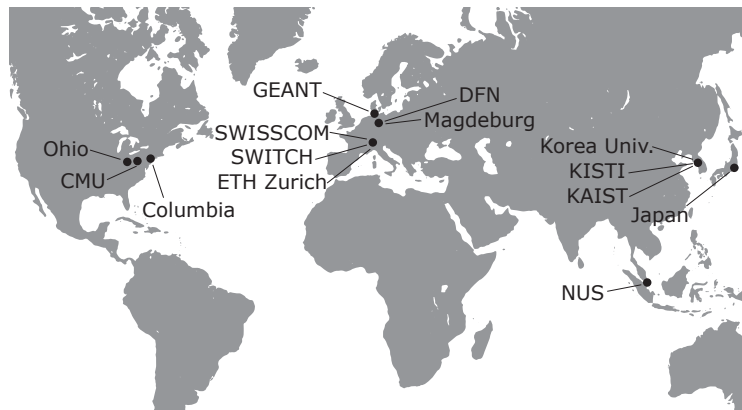 GEANT
DFN
Magdeburg
SWISSCOM
SWITCH
ETH Zurich
Ohio
CMU
Columbia
Korea Univ.
KISTI
KAIST
Japan
NUS